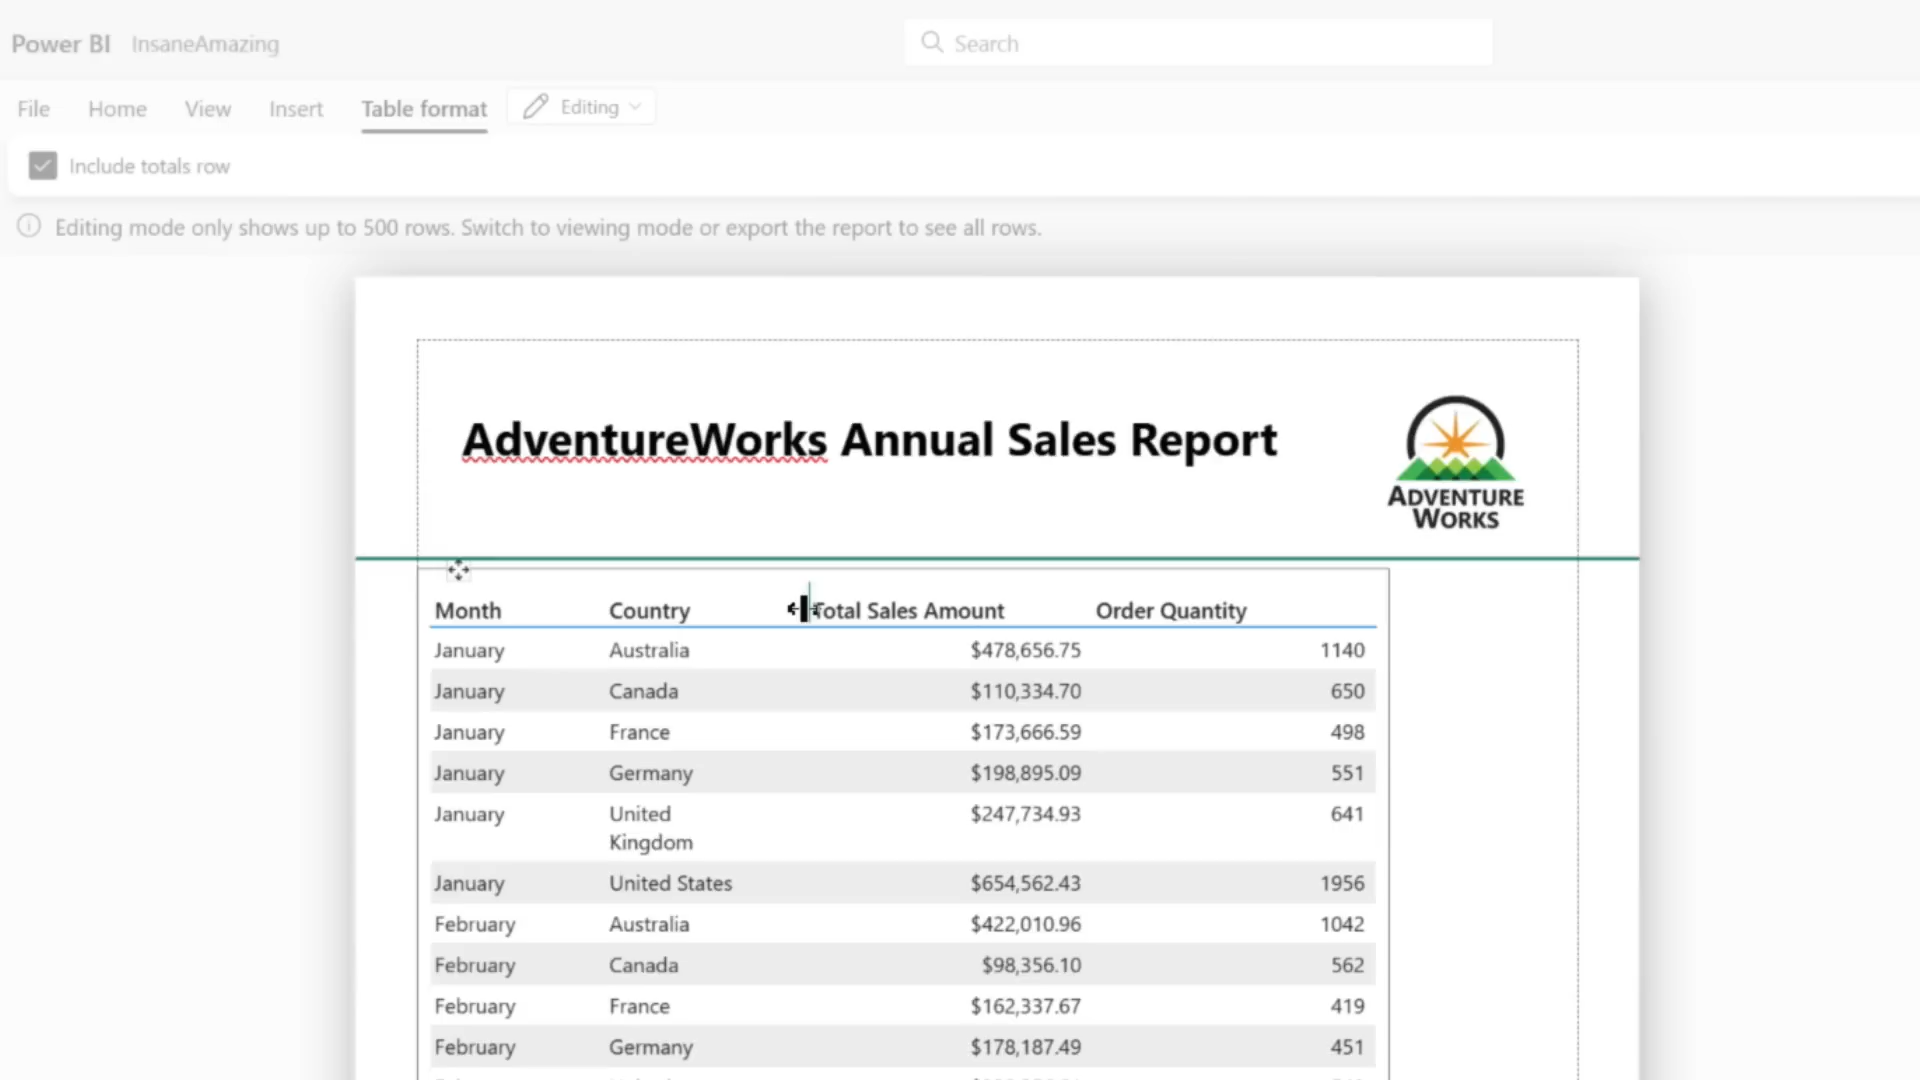 Power BI InsaneAmazing Search
File Home View Insert Table format Editing
Include totals row
Editing mode only shows up to 500 rows. Switch to viewing mode or export the report to see all rows.
AdventureWorks Annual Sales Report
ADVENTURE
WORKS
Month Country Total Sales Amount Order Quantity
January Australia $478,656.75 1140
January Canada $110,334.70 650
January France $173,666.59 498
January Germany $198,895.09 551
January United $247,734.93 641
Kingdom
January United States $654,562.43 1956
February Australia $422,010.96 1042
February Canada $98,356.10 562
February France $162,337.67 419
February Germany $178,187.49 451